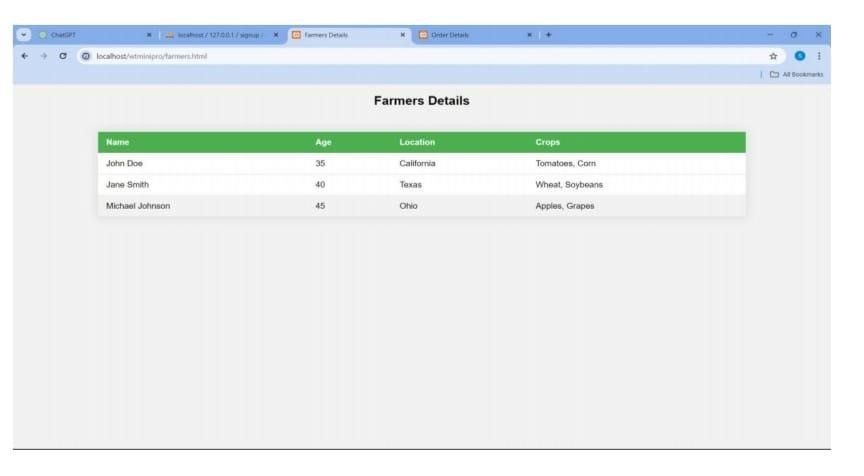 ChatGPT localhost / 127.0.0.1 / signup / Farmers Details Order Details
localhost/wtminipro/farmers.html
All Bookmarks
Farmers Details
Name Age Location Crops
John Doe 35 California Tomatoes, Corn
Jane Smith 40 Texas Wheat, Soybeans
Michael Johnson 45 Ohio Apples, Grapes